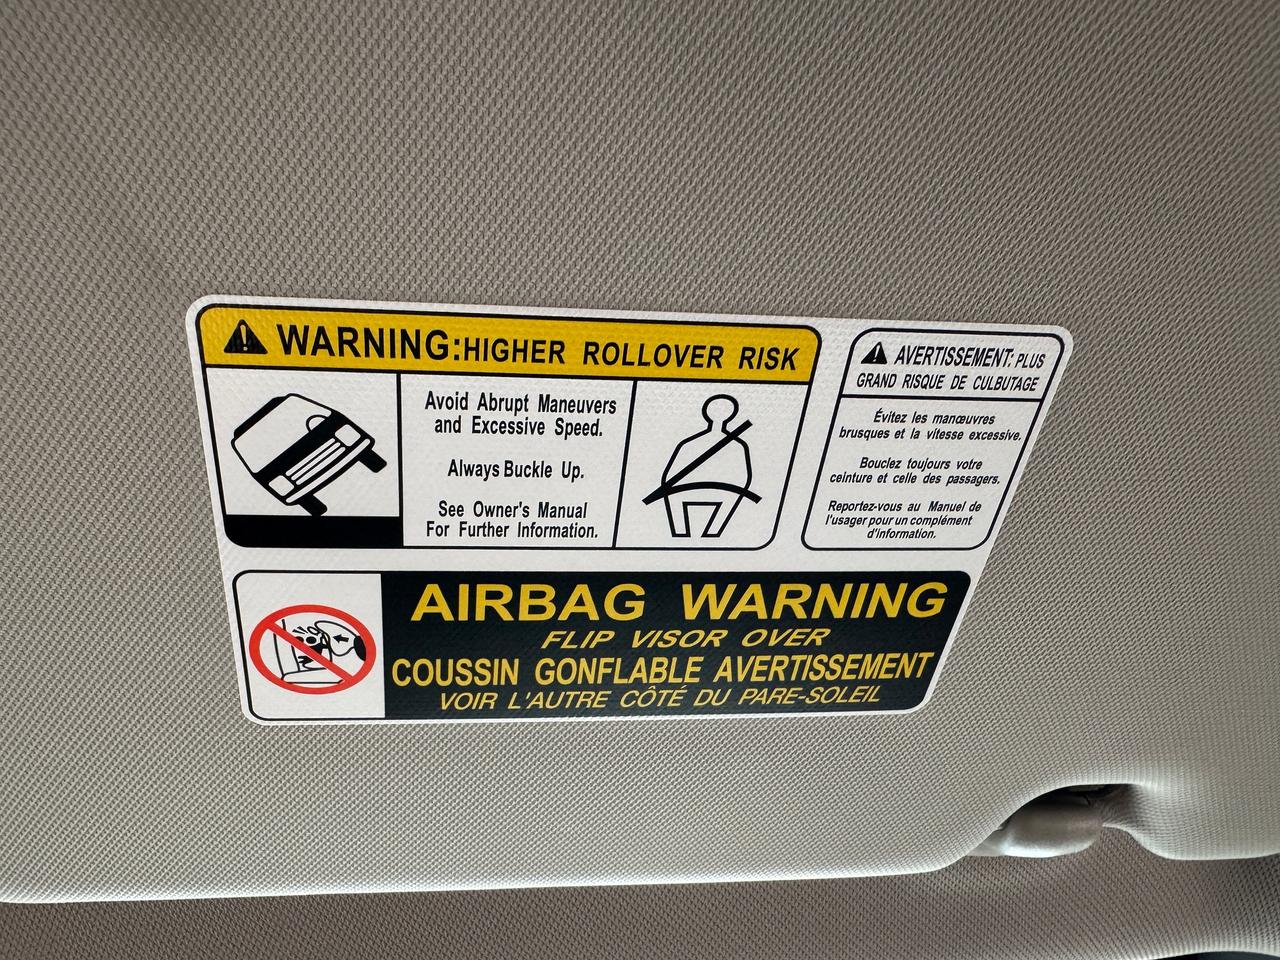 WARNING:HIGHER ROLLOVER RISK
Avoid Abrupt Maneuvers
and Excessive Speed.
Always Buckle Up.
See Owner's Manual
For Further Information.
AVERTISSEMENT: PLUS
GRAND RISQUE DE CULBUTAGE
Évitez les manœuvres
brusques et la vitesse excessive.
Bouclez toujours votre
ceinture et celle des passagers.
Reportez-vous au Manuel de
l'usager pour un complément
d'information.
AIRBAG WARNING
FLIP VISOR OVER
COUSSIN GONFLABLE AVERTISSEMENT
VOIR L'AUTRE CÔTÉ DU PARE-SOLEIL